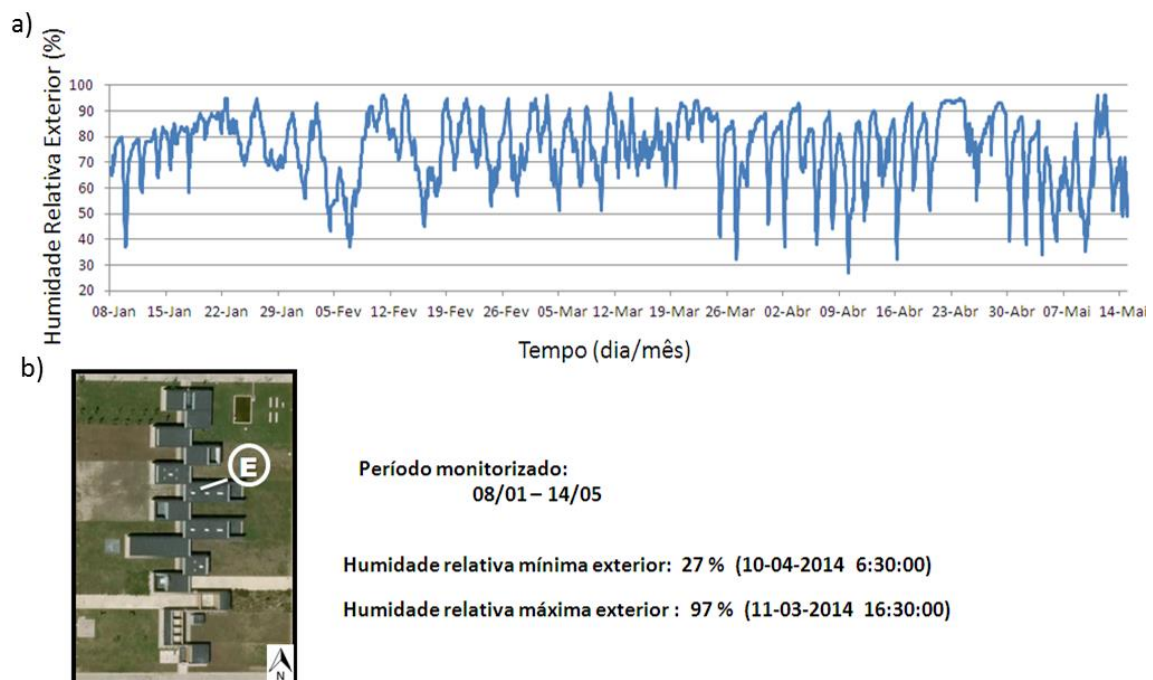 a)
Humidade Relativa Exterior (%)
100
90
80
70
60
50
40
30
20
08-Jan 15-Jan 22-Jan 29-Jan 05-Fev 12-Fev 19-Fev 26-Fev 05-Mar 12-Mar 19-Mar 26-Mar 02-Abr 09-Abr 16-Abr 23-Abr 30-Abr 07-Mai 14-Mai
Tempo (dia/mês)
b)
E
N
Período monitorizado:
08/01 – 14/05
Humidade relativa mínima exterior: 27 % (10-04-2014 6:30:00)
Humidade relativa máxima exterior : 97 % (11-03-2014 16:30:00)